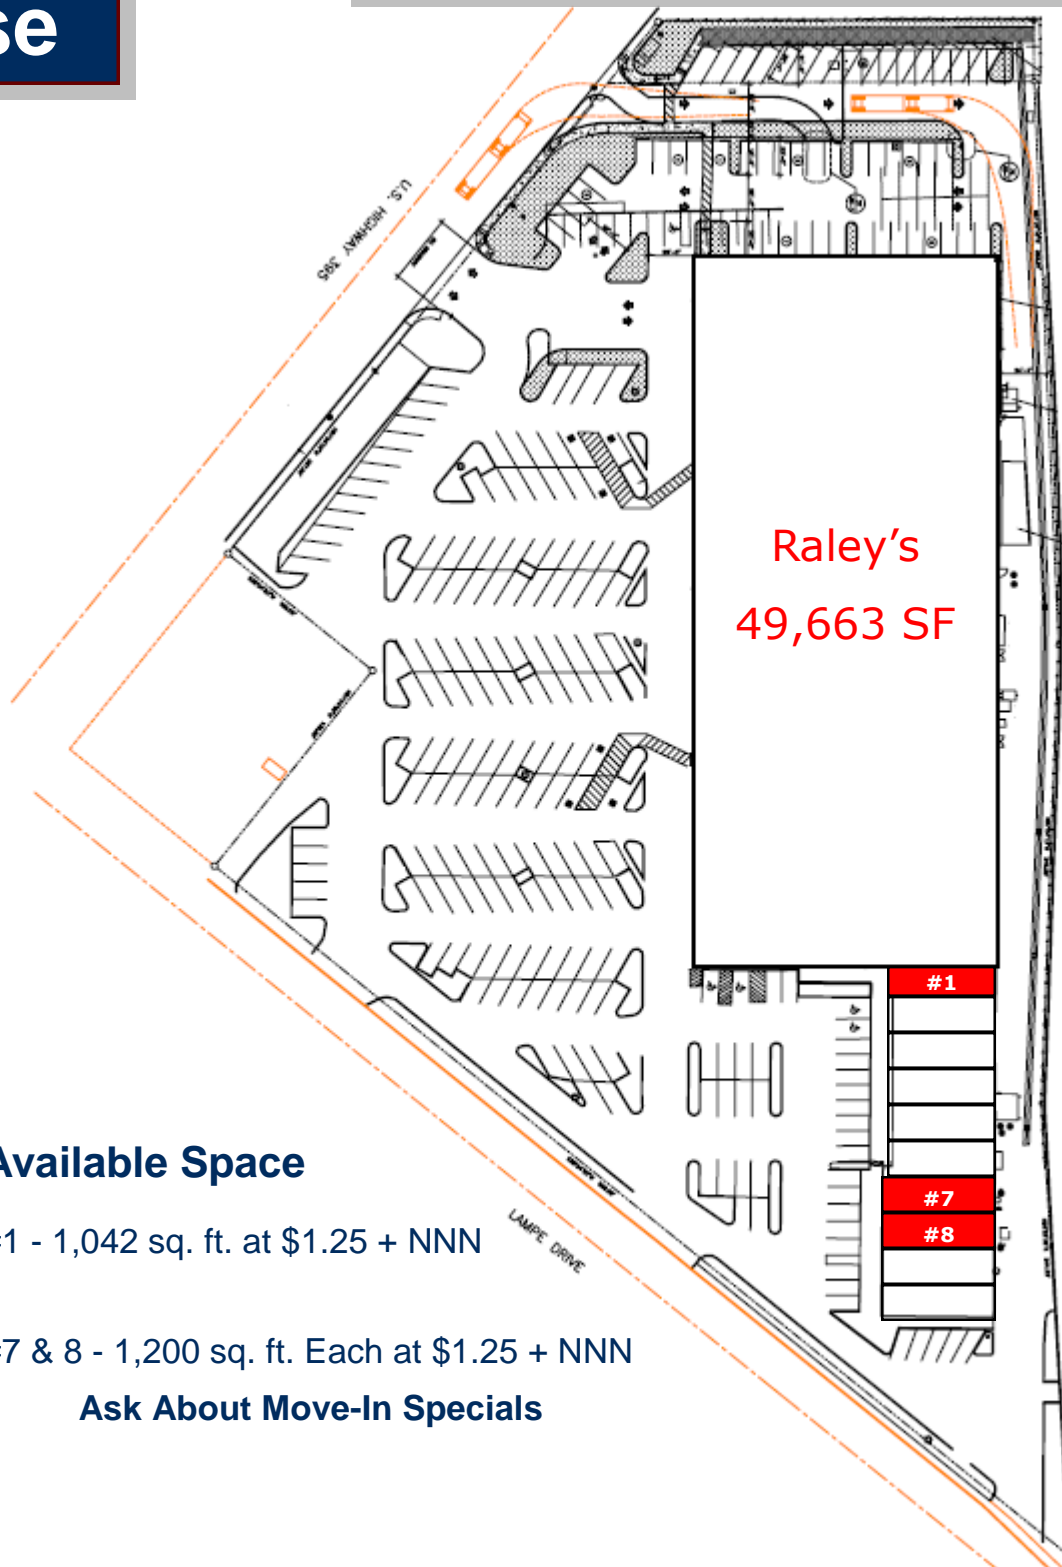 se
U.S. HIGHWAY 395
Raley's
49,663 SF
#1
#7
#8
Available Space
#1 - 1,042 sq. ft. at $1.25 + NNN
LAMPE DRIVE
#7 & 8 - 1,200 sq. ft. Each at $1.25 + NNN
Ask About Move-In Specials